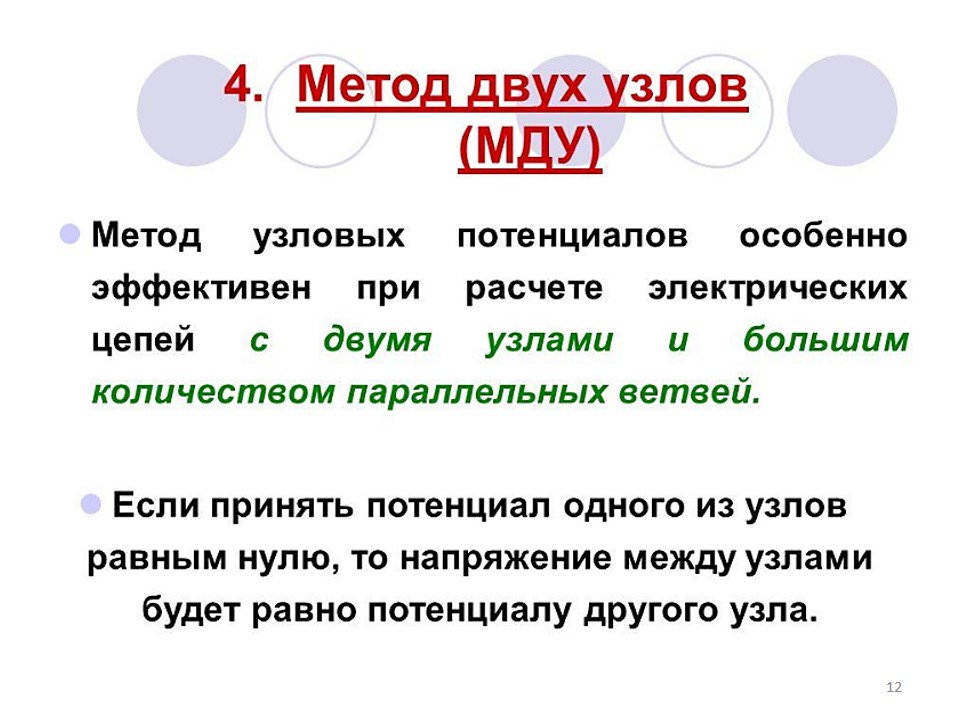 4. Метод двух узлов
(МДУ)
Метод узловых потенциалов особенно
эффективен при расчете электрических
цепей с двумя узлами и большим
количеством параллельных ветвей.
Если принять потенциал одного из узлов
равным нулю, то напряжение между узлами
будет равно потенциалу другого узла.
12